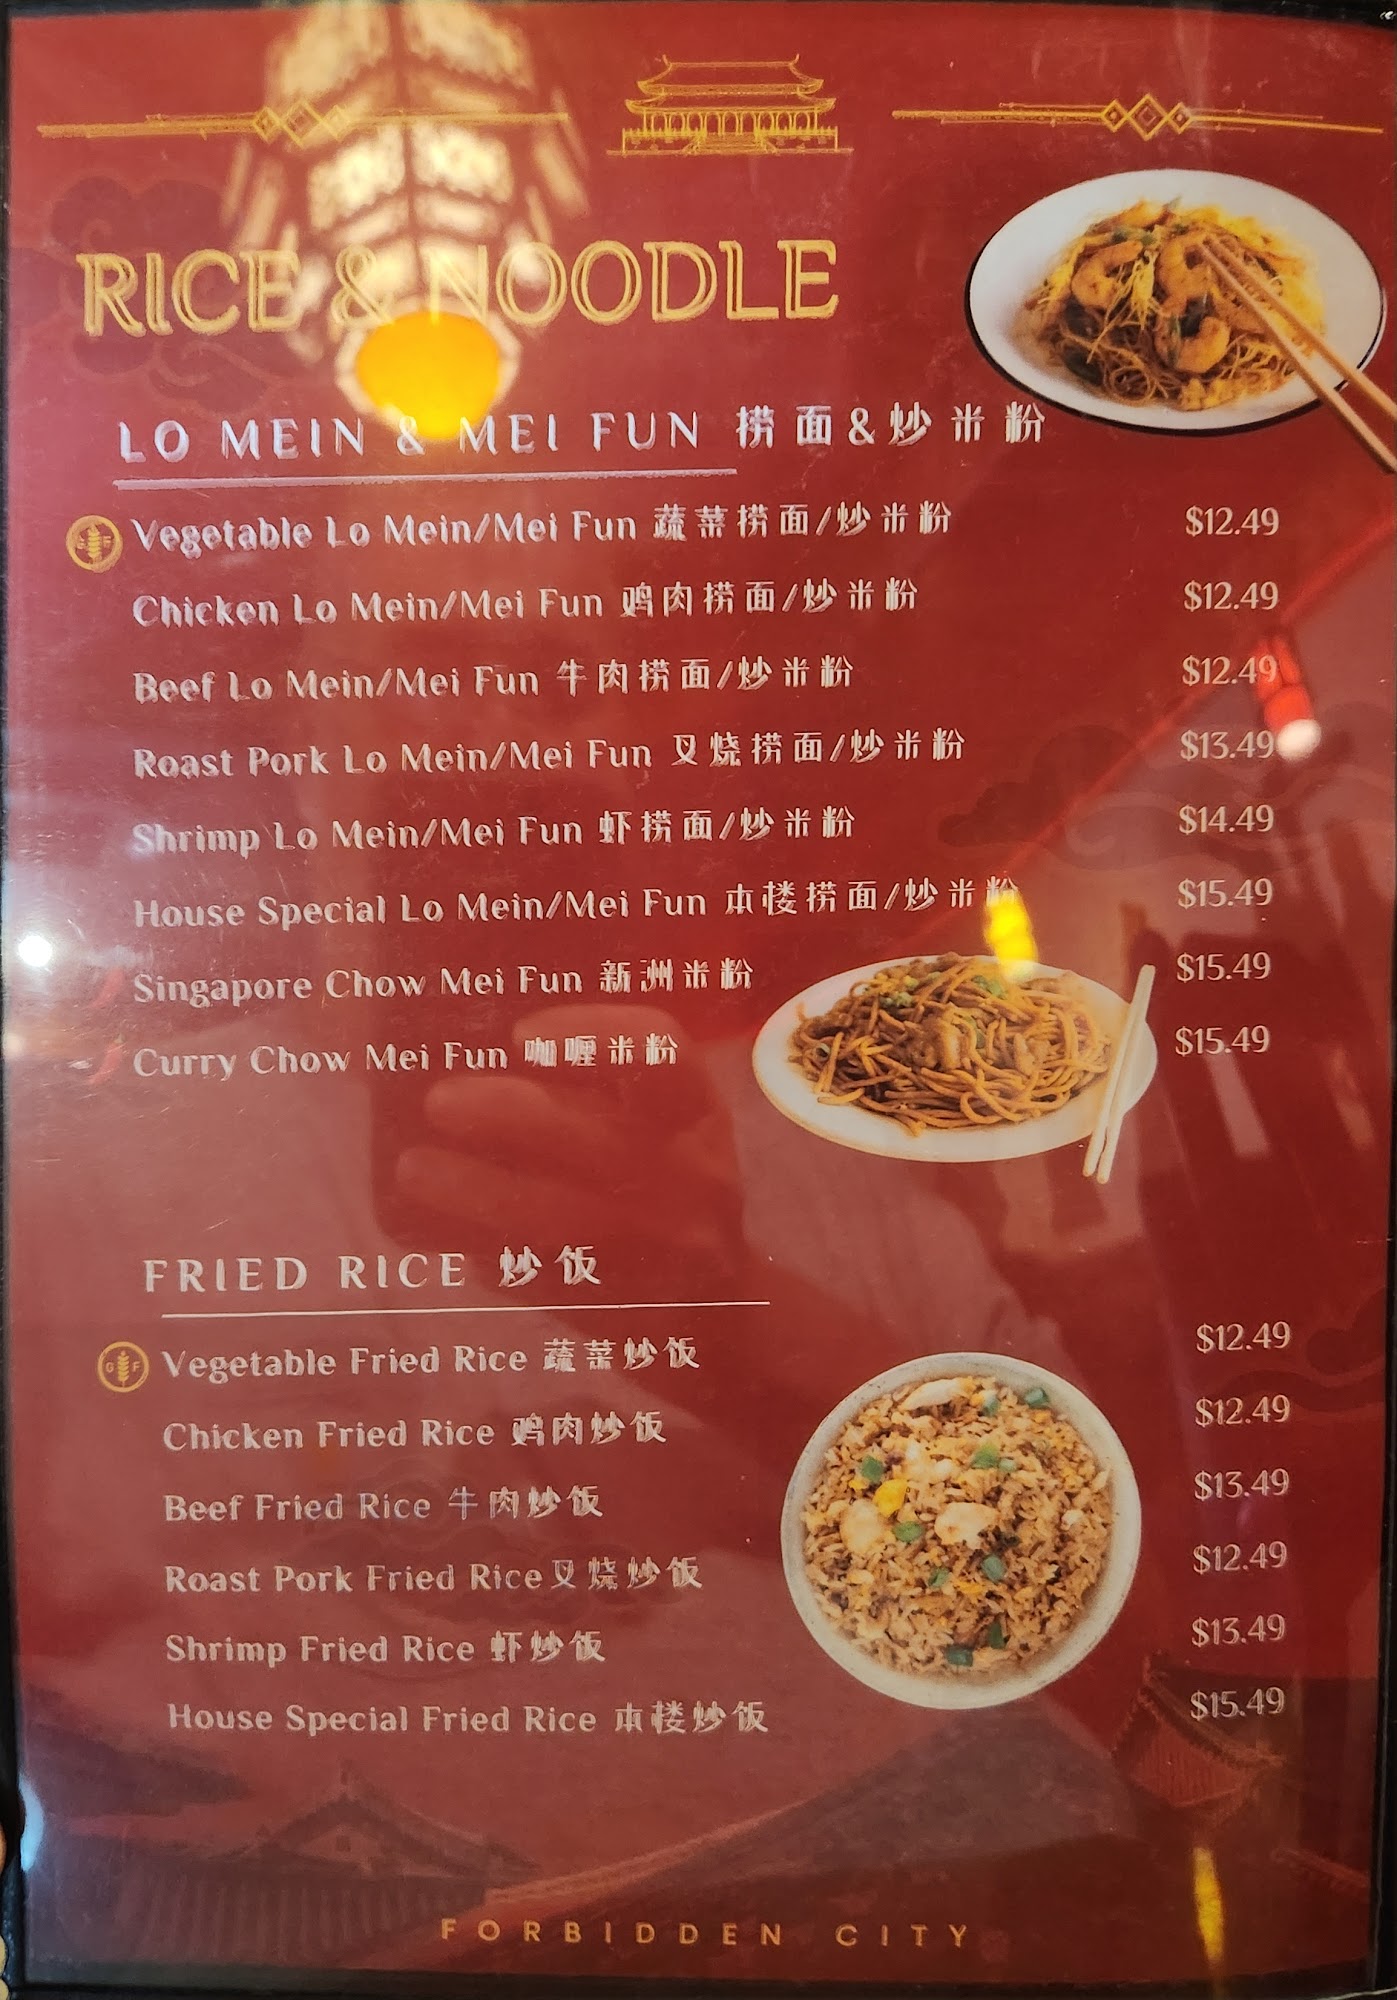 RICE & NOODLE
LO MEIN & MEI FUN 捞面&炒米粉
Vegetable Lo Mein/Mei Fun 蔬菜捞面/炒米粉 $12.49
Chicken Lo Mein/Mei Fun 鸡肉捞面/炒米粉 $12.49
Beef Lo Mein/Mei Fun 牛肉捞面/炒米粉 $12.49
Roast Pork Lo Mein/Mei Fun 叉烧捞面/炒米粉 $13.49
Shrimp Lo Mein/Mei Fun 虾捞面/炒米粉 $14.49
House Special Lo Mein/Mei Fun 本楼捞面/炒米粉 $15.49
Singapore Chow Mei Fun 新洲米粉 $15.49
Curry Chow Mei Fun 咖喱米粉 $15.49
FRIED RICE 炒饭
G F Vegetable Fried Rice 蔬菜炒饭 $12.49
Chicken Fried Rice 鸡肉炒饭 $12.49
Beef Fried Rice 牛肉炒饭 $13.49
Roast Pork Fried Rice叉烧炒饭 $12.49
Shrimp Fried Rice 虾炒饭 $13.49
House Special Fried Rice 本楼炒饭 $15.49
FORBIDDEN CITY